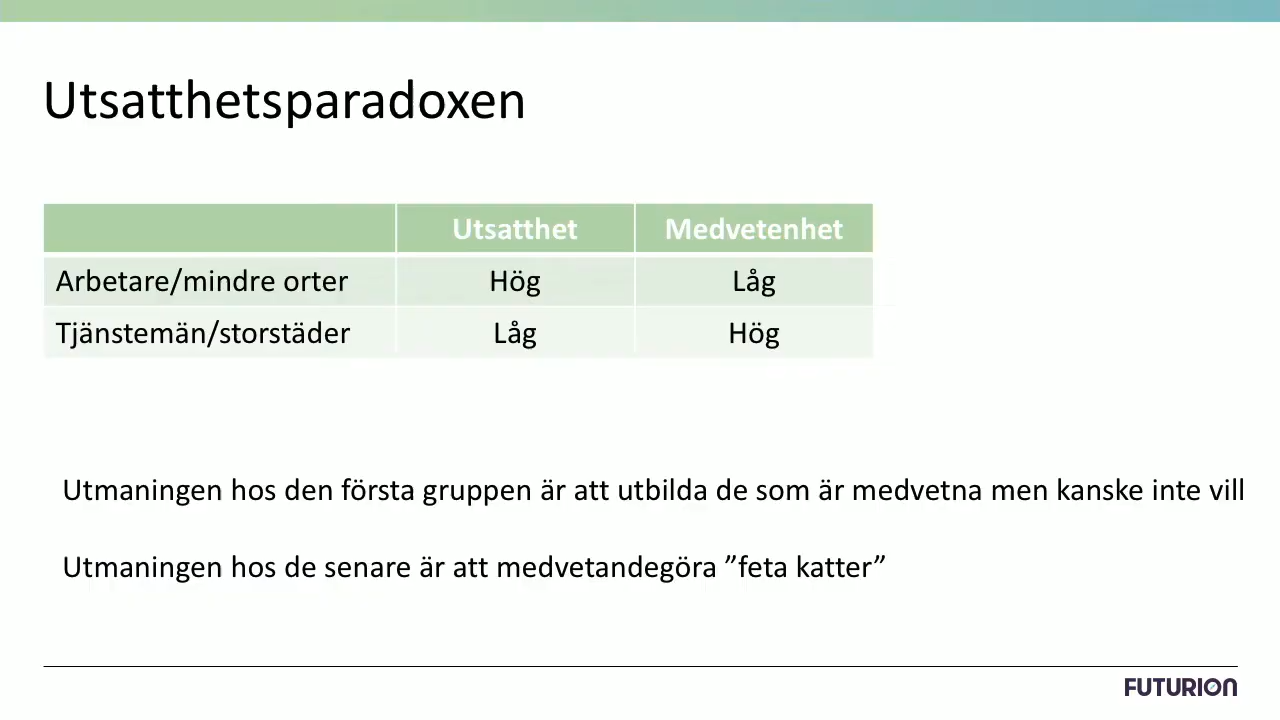 Utsatthetsparadoxen
Utsatthet Medvetenhet
Arbetare/mindre orter Hög Låg
Tjänstemän/storstäder Låg Hög
Utmaningen hos den första gruppen är att utbilda de som är medvetna men kanske inte vill
Utmaningen hos de senare är att medvetandegöra ”feta katter”
FUTURION